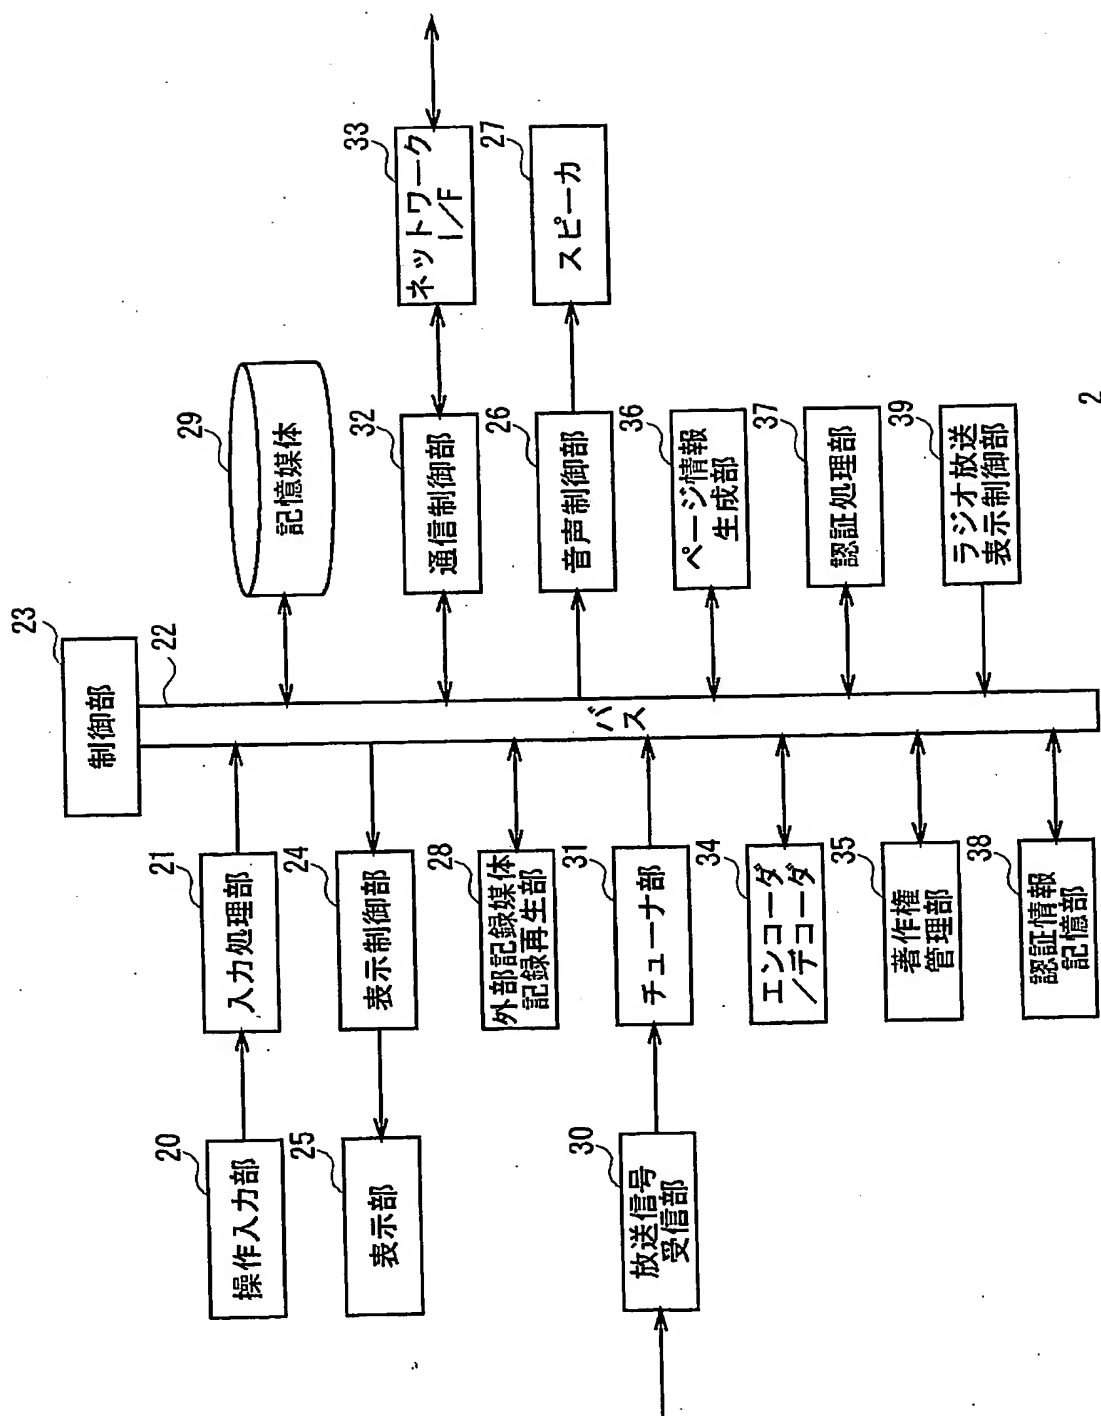 23
制御部
22
バス
20
操作入力部
21
入力処理部
25
表示部
24
表示制御部
28
外部記録媒体
記録再生部
30
放送信号
受信部
31
チューナ部
34
エンコーダ
/デコーダ
35
著作権
管理部
38
認証情報
記憶部
29
記憶媒体
32
通信制御部
33
ネットワーク
I/F
26
音声制御部
27
スピーカ
36
ページ情報
生成部
37
認証処理部
39
ラジオ放送
表示制御部
2